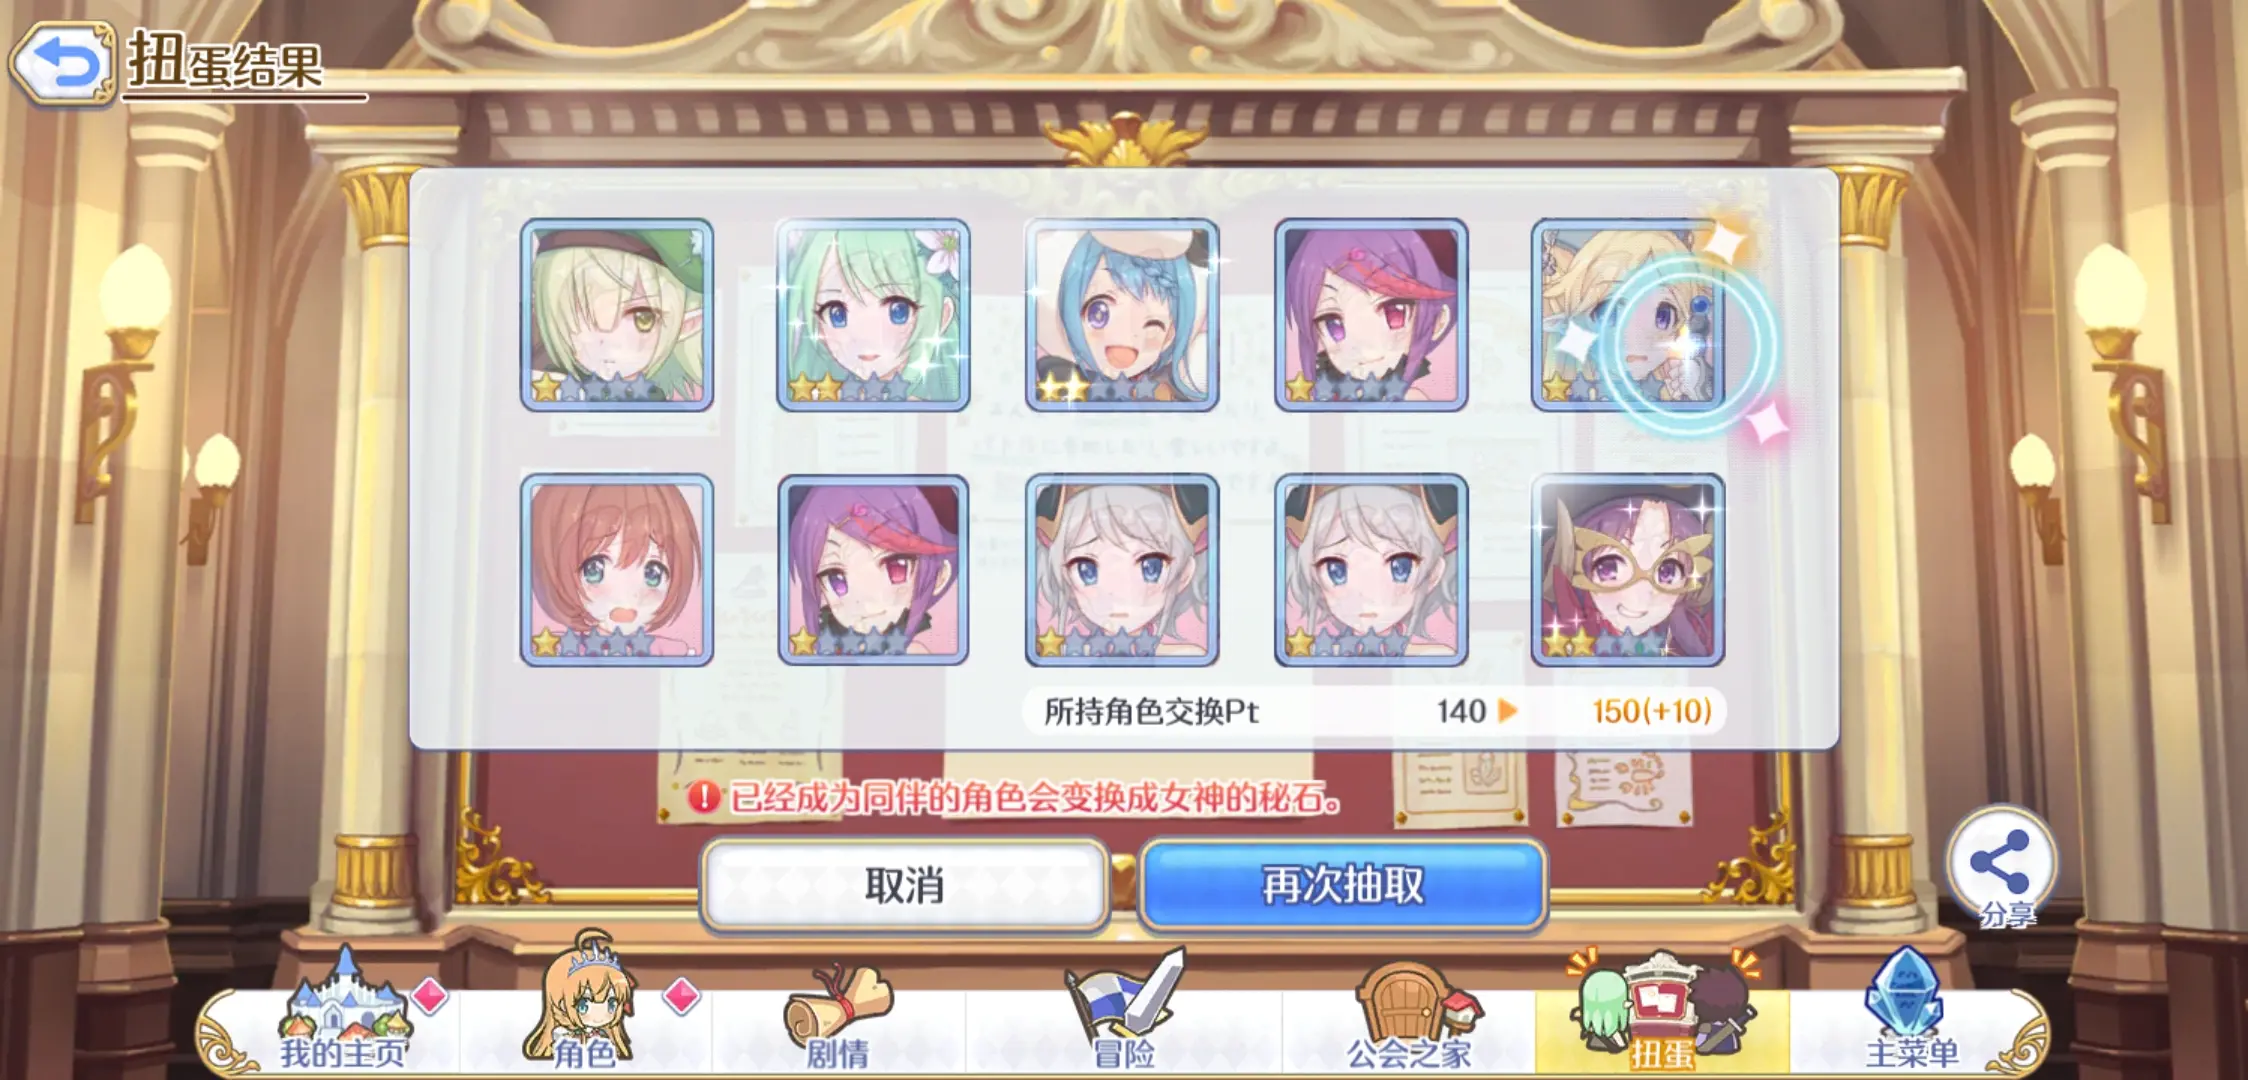 扭蛋结果
所持角色交换Pt 140 150(+10)
已经成为同伴的角色会变换成女神的秘石。
取消
再次抽取
分享
我的主页
角色
剧情
冒险
公会之家
扭蛋
主菜单